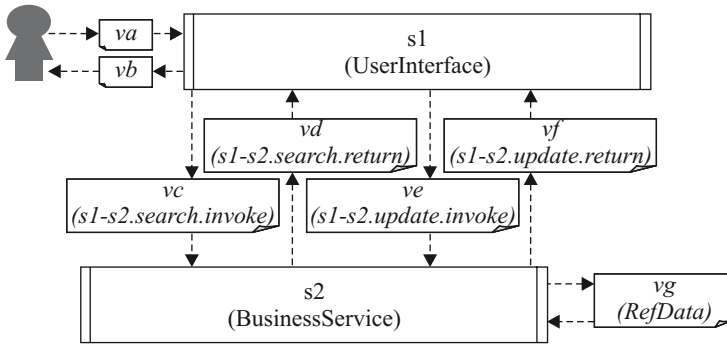 va
vb
s1
(UserInterface)
vd
(s1-s2.search.return)
vf
(s1-s2.update.return)
vc
(s1-s2.search.invoke)
ve
(s1-s2.update.invoke)
s2
(BusinessService)
vg
(RefData)